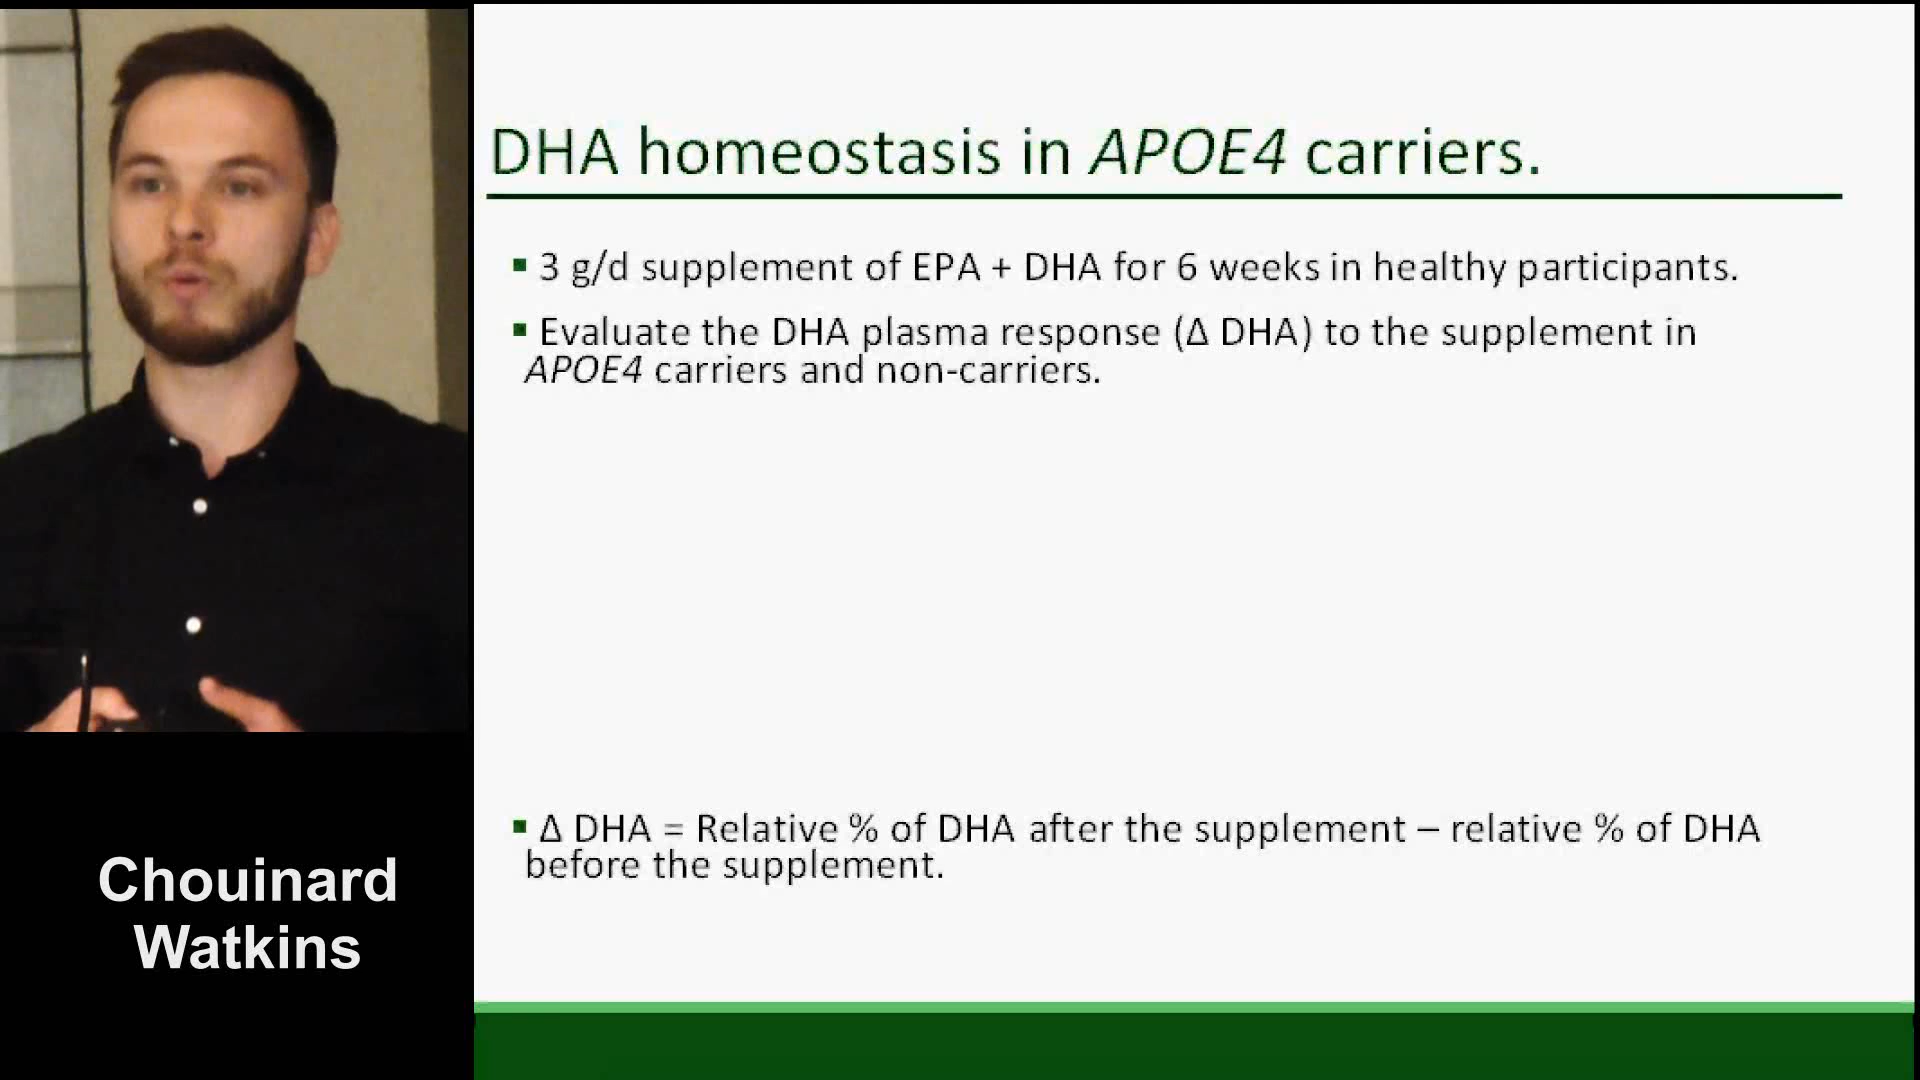 DHA homeostasis in APOE4 carriers.
▪ 3 g/d supplement of EPA + DHA for 6 weeks in healthy participants.
▪ Evaluate the DHA plasma response (Δ DHA) to the supplement in
APOE4 carriers and non-carriers.
▪ Δ DHA = Relative % of DHA after the supplement – relative % of DHA
before the supplement.
Chouinard
Watkins